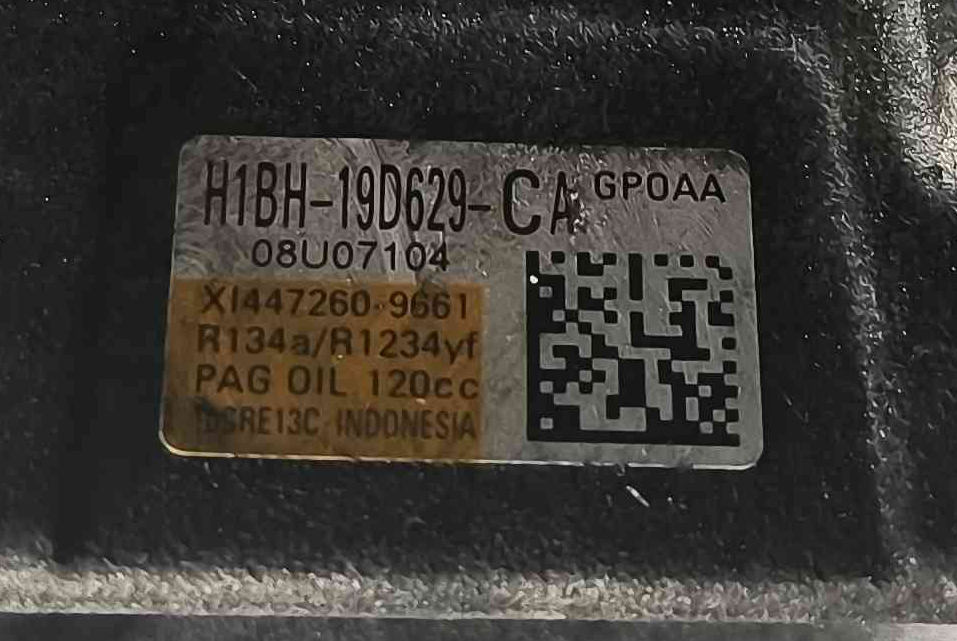 H1BH-19D629-CA GPOAA
08U07104
XI447260-9661
R134a/R1234yf
PAG OIL 120cc
DSRE13C INDONESIA